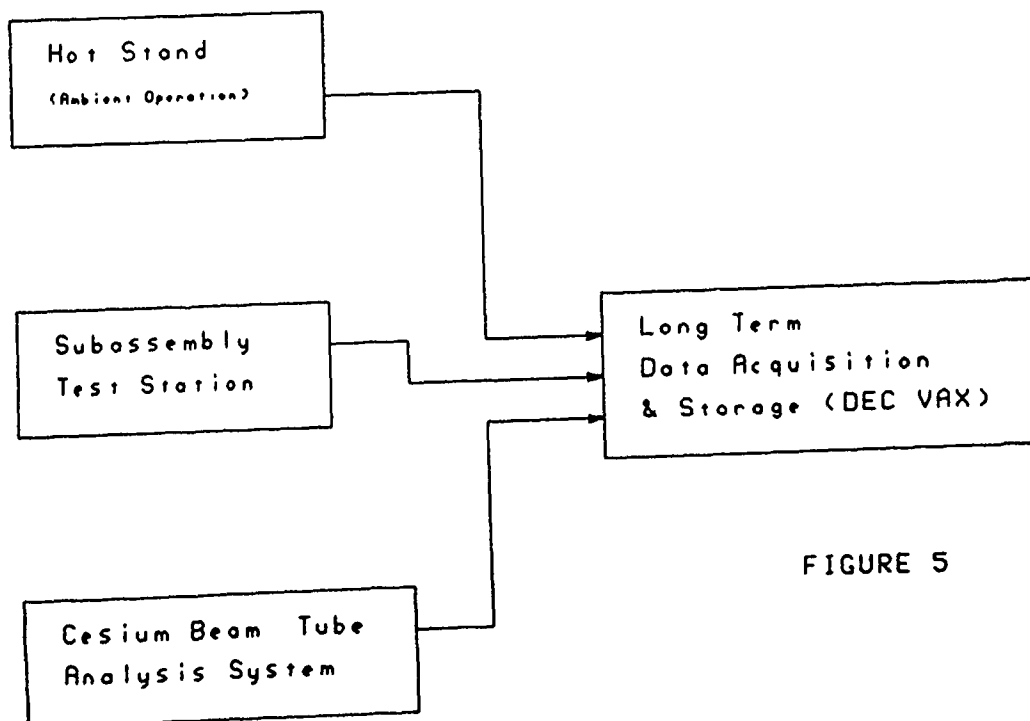 Hot Stand
(Ambient Operation)
Subassembly
Test Station
Cesium Beam Tube
Analysis System
Long Term
Data Acquisition
& Storage (DEC VAX)
FIGURE 5